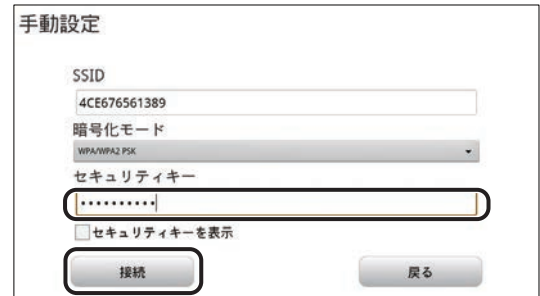 手動設定
SSID
4CE676561389
暗号化モード
WPA/WPA2 PSK
セキュリティキー
••••••••••
セキュリティキーを表示
接続
戻る